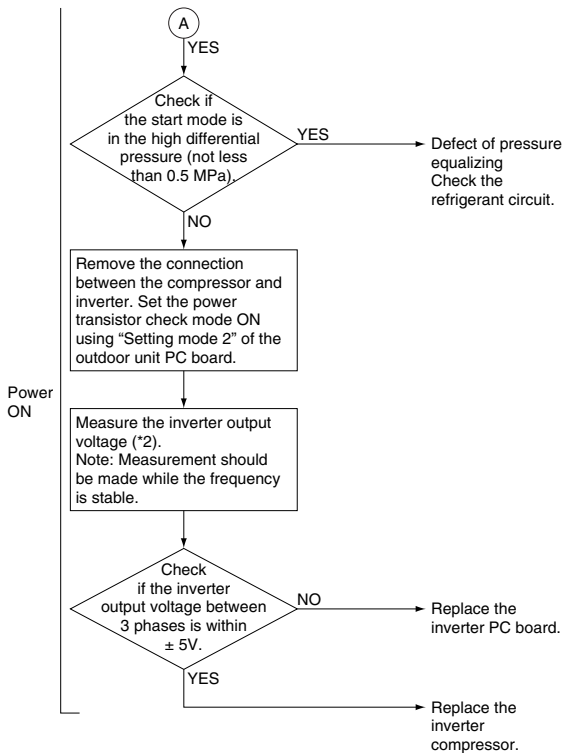 A
YES
Check if
the start mode is
in the high differential
pressure (not less
than 0.5 MPa).
YES
Defect of pressure
equalizing
Check the
refrigerant circuit.
NO
Remove the connection
between the compressor and
inverter. Set the power
transistor check mode ON
using “Setting mode 2” of the
outdoor unit PC board.
Power
ON
Measure the inverter output
voltage (*2).
Note: Measurement should
be made while the frequency
is stable.
Check
if the inverter
output voltage between
3 phases is within
± 5V.
NO
Replace the
inverter PC board.
YES
Replace the
inverter
compressor.